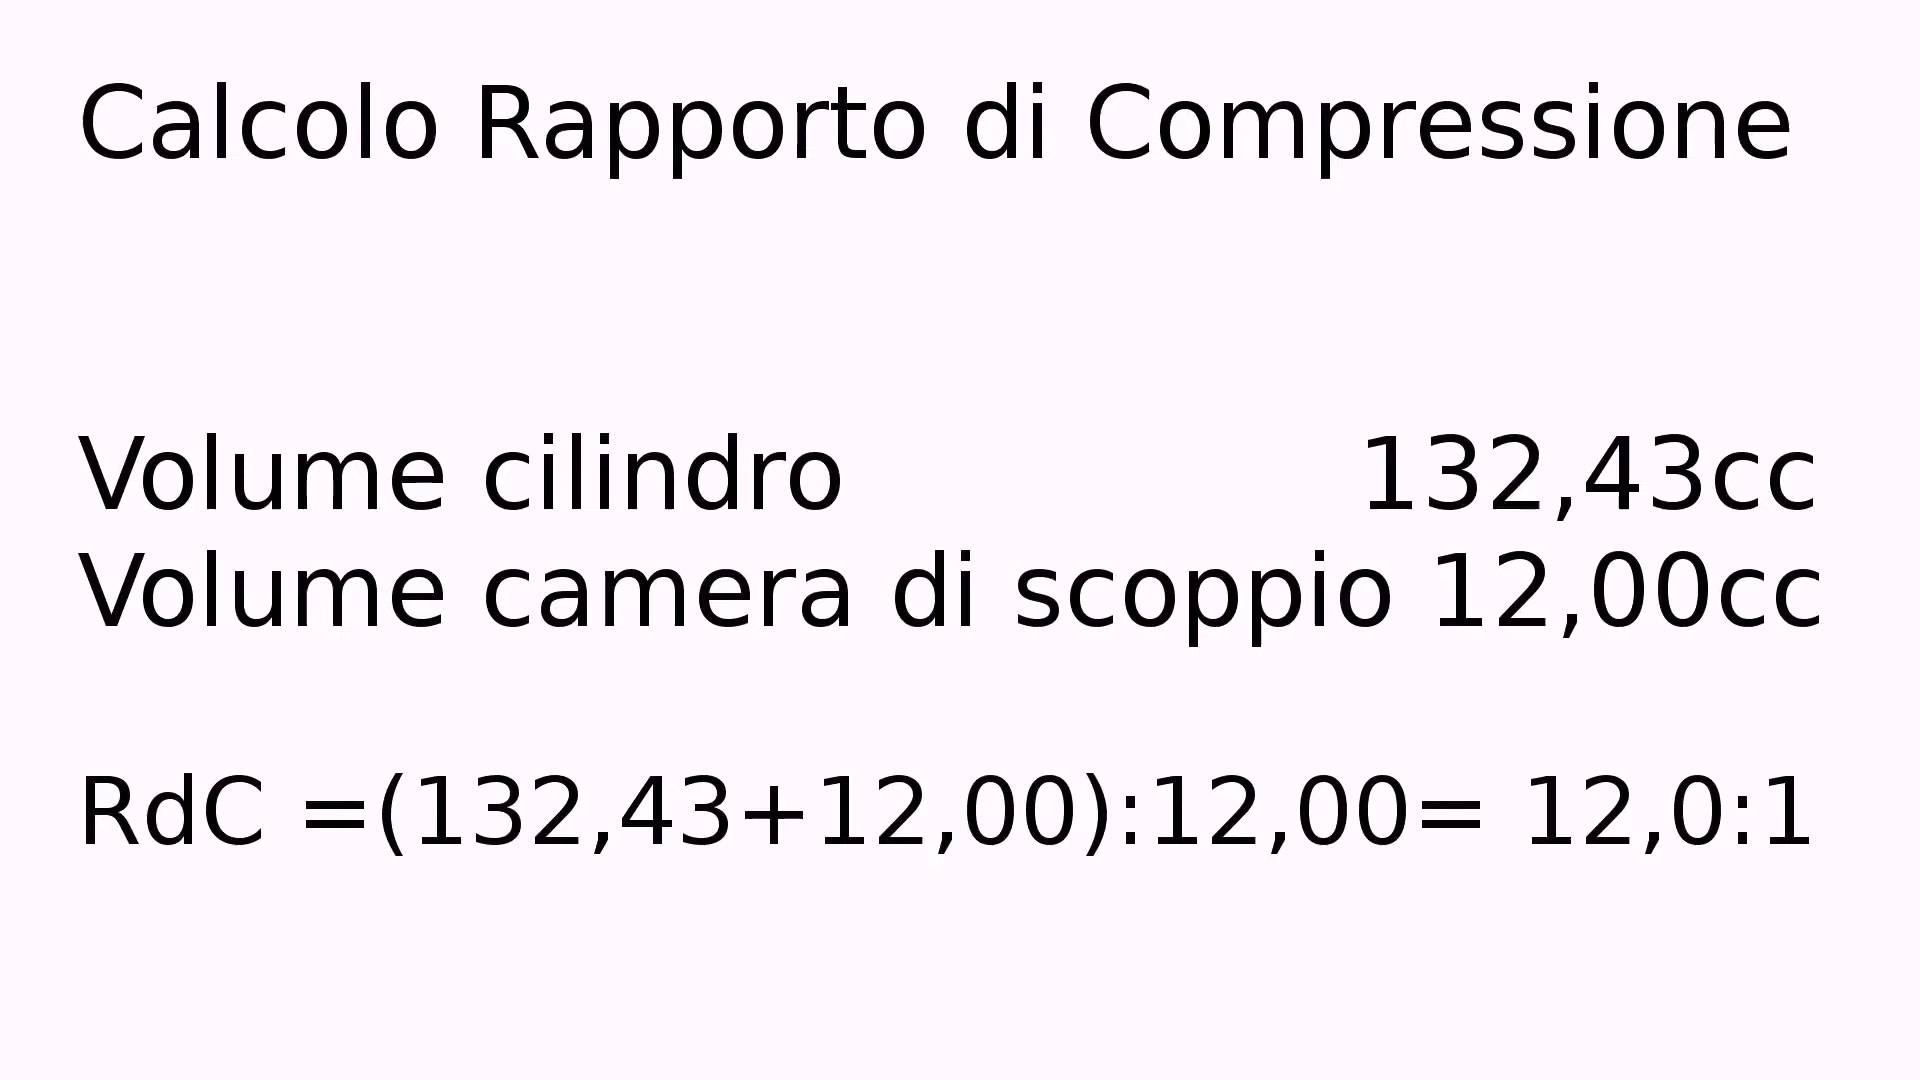 Calcolo Rapporto di Compressione
Volume cilindro 132,43cc
Volume camera di scoppio 12,00cc
RdC =(132,43+12,00):12,00= 12,0:1